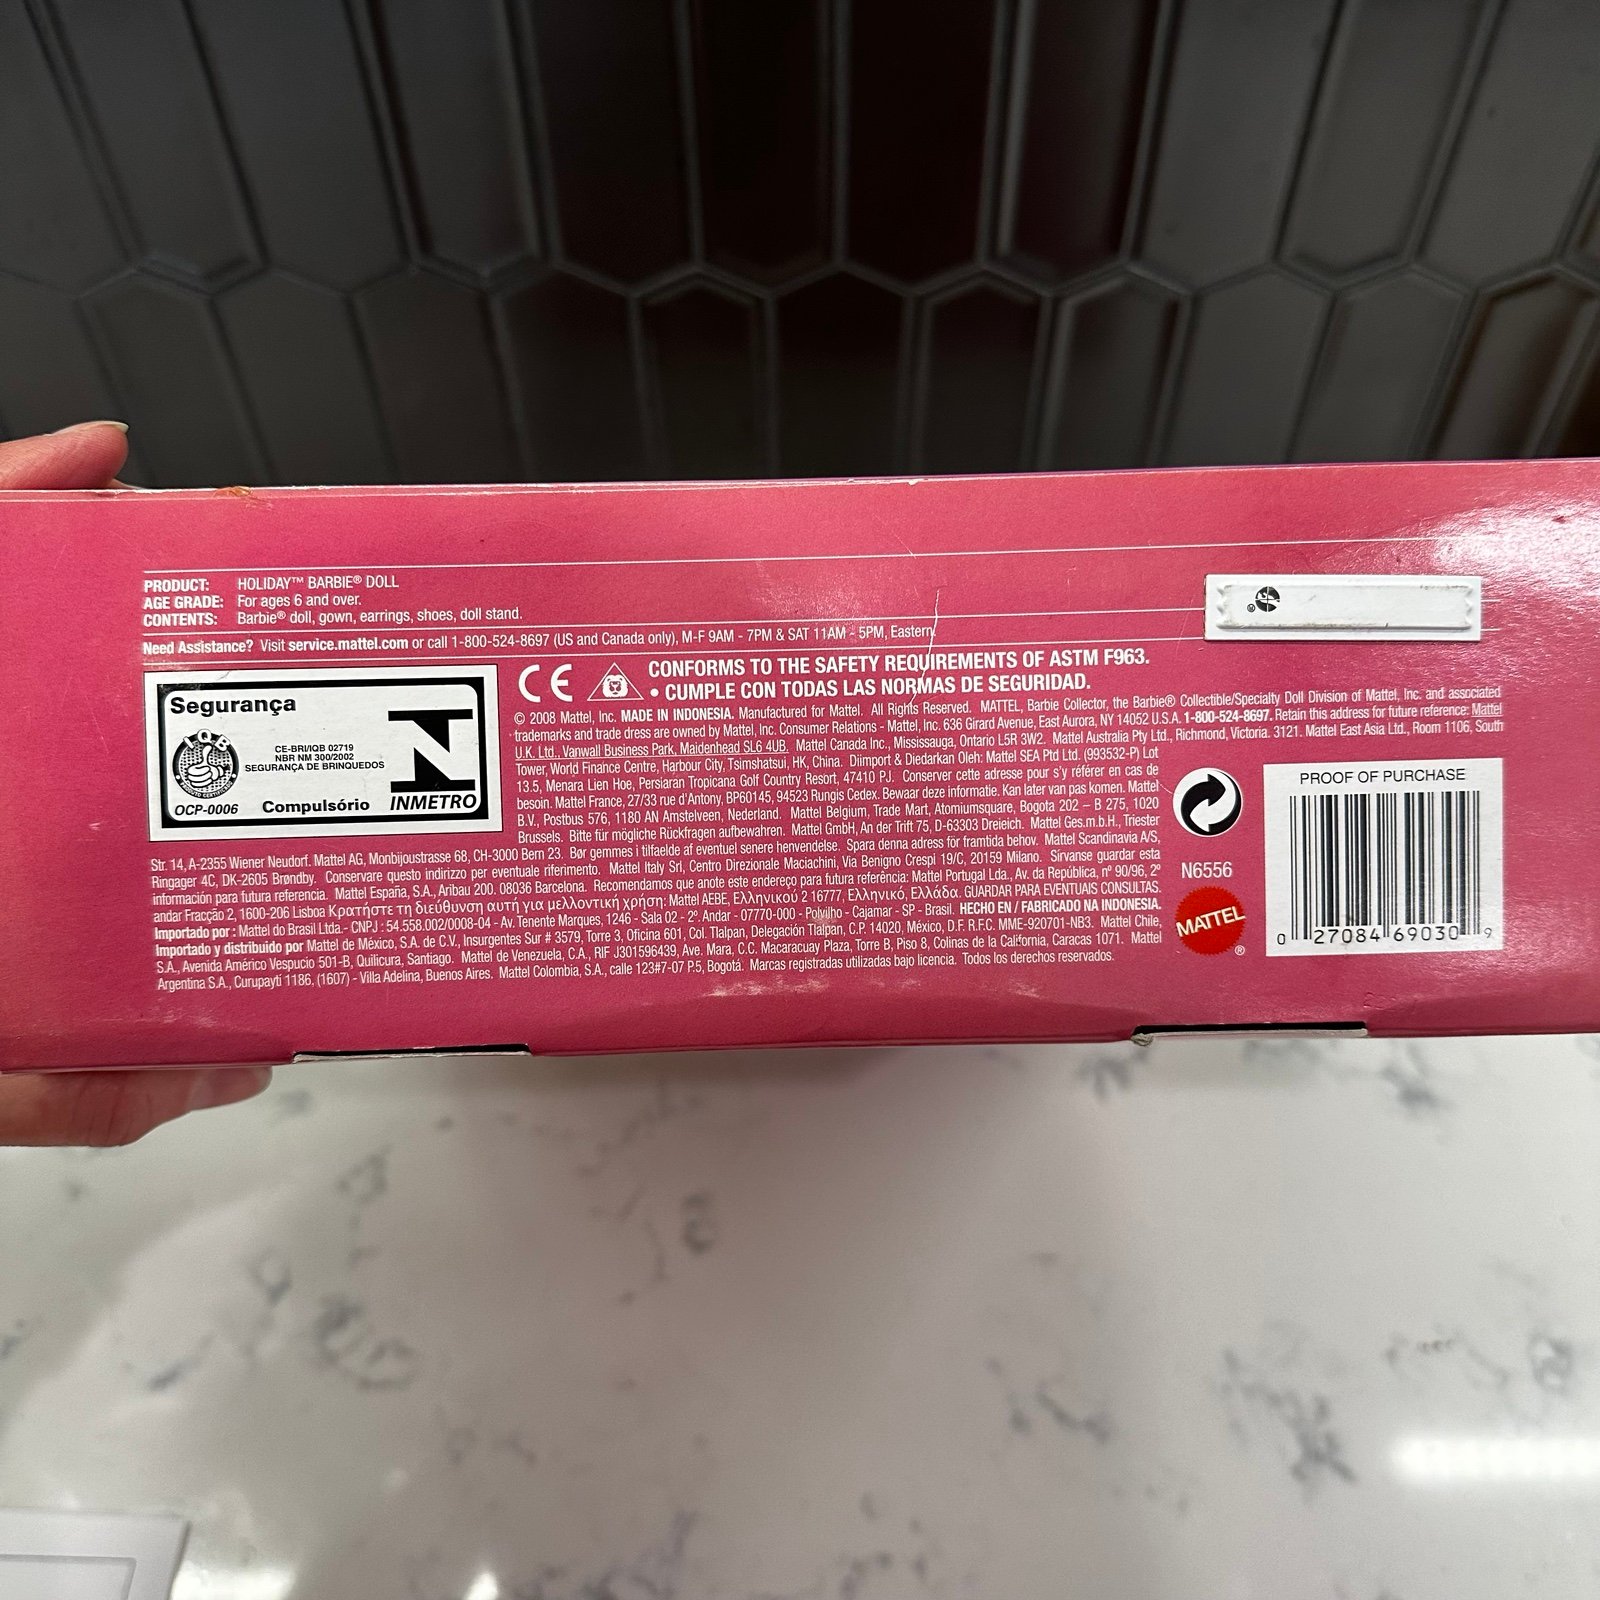 PRODUCT: HOLIDAY™ BARBIE® DOLL
AGE GRADE: For ages 6 and over.
CONTENTS: Barbie® doll, gown, earrings, shoes, doll stand.
Need Assistance? Visit service.mattel.com or call 1-800-524-8697 (US and Canada only), M-F 9AM - 7PM & SAT 11AM - 5PM, Eastern.
Segurança
IQB
CE-BRI/IQB 02719
NBR NM 300/2002
SEGURANÇA DE BRINQUEDOS
OCP-0006 Compulsório INMETRO
CE CONFORMS TO THE SAFETY REQUIREMENTS OF ASTM F963.
• CUMPLE CON TODAS LAS NORMAS DE SEGURIDAD.
© 2008 Mattel, Inc. MADE IN INDONESIA. Manufactured for Mattel. All Rights Reserved. MATTEL, Barbie Collector, the Barbie® Collectible/Specialty Doll Division of Mattel, Inc. and associated
trademarks and trade dress are owned by Mattel, Inc. Consumer Relations - Mattel, Inc. 636 Girard Avenue, East Aurora, NY 14052 U.S.A. 1-800-524-8697. Retain this address for future reference: Mattel
U.K. Ltd., Vanwall Business Park, Maidenhead SL6 4UB. Mattel Canada Inc., Mississauga, Ontario L5R 3W2. Mattel Australia Pty Ltd., Richmond, Victoria. 3121. Mattel East Asia Ltd., Room 1106, South
Tower, World Finance Centre, Harbour City, Tsimshatsui, HK, China. Diimport & Diedarkan Oleh: Mattel SEA Ptd Ltd. (993532-P) Lot
13.5, Menara Lien Hoe, Persiaran Tropicana Golf Country Resort, 47410 PJ. Conserver cette adresse pour s'y référer en cas de
besoin. Mattel France, 27/33 rue d'Antony, BP60145, 94523 Rungis Cedex. Bewaar deze informatie. Kan later van pas komen. Mattel
B.V., Postbus 576, 1180 AN Amstelveen, Nederland. Mattel Belgium, Trade Mart, Atomiumsquare, Bogota 202 – B 275, 1020
Brussels. Bitte für mögliche Rückfragen aufbewahren. Mattel GmbH, An der Trift 75, D-63303 Dreieich. Mattel Ges.m.b.H., Triester
Str. 14, A-2355 Wiener Neudorf. Mattel AG, Monbijoustrasse 68, CH-3000 Bern 23. Bør gemmes i tilfælde af eventuel senere henvendelse. Spara denna adress för framtida behov. Mattel Scandinavia A/S,
Ringager 4C, DK-2605 Brøndby. Conservare questo indirizzo per eventuale riferimento. Mattel Italy Srl, Centro Direzionale Maciachini, Via Benigno Crespi 19/C, 20159 Milano. Sírvanse guardar esta
información para futura referencia. Mattel España, S.A., Aribau 200. 08036 Barcelona. Recomendamos que anote este endereço para futura referência: Mattel Portugal Lda., Av. da República, nº 90/96, 2º
andar Fracção 2, 1600-206 Lisboa Κρατήστε τη διεύθυνση αυτή για μελλοντική χρήση: Mattel AEBE, Ελληνικού 2 16777, Ελληνικό, Ελλάδα. GUARDAR PARA EVENTUAIS CONSULTAS.
Importado por : Mattel do Brasil Ltda.- CNPJ : 54.558.002/0008-04 - Av. Tenente Marques, 1246 - Sala 02 - 2º. Andar - 07770-000 - Polvilho - Cajamar - SP - Brasil. HECHO EN / FABRICADO NA INDONESIA.
Importado y distribuido por Mattel de México, S.A. de C.V., Insurgentes Sur # 3579, Torre 3, Oficina 601, Col. Tlalpan, Delegación Tlalpan, C.P. 14020, México, D.F. R.F.C. MME-920701-NB3. Mattel Chile,
S.A., Avenida Américo Vespucio 501-B, Quilicura, Santiago. Mattel de Venezuela, C.A., RIF J301596439, Ave. Mara, C.C. Macaracuay Plaza, Torre B, Piso 8, Colinas de la California, Caracas 1071. Mattel
Argentina S.A., Curupaytí 1186, (1607) - Villa Adelina, Buenos Aires. Mattel Colombia, S.A., calle 123#7-07 P.5, Bogotá. Marcas registradas utilizadas bajo licencia. Todos los derechos reservados.
N6556
MATTEL®
PROOF OF PURCHASE
0 27084 69030 9